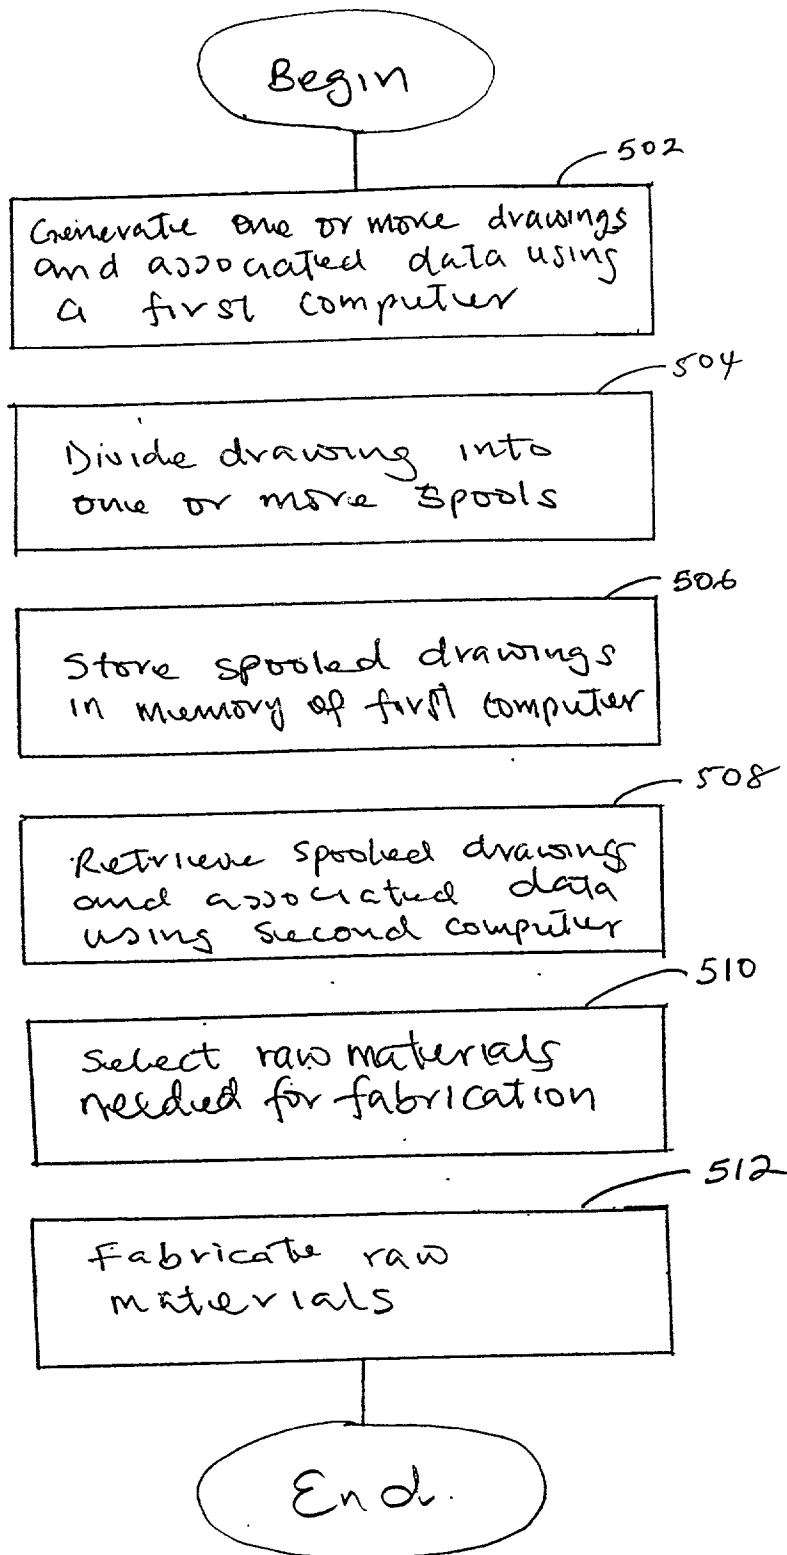 Begin
502
Generate one or more drawings
and associated data using
a first computer
504
Divide drawing into
one or more spools
506
Store spooled drawings
in memory of first computer
508
Retrieve spooled drawings
and associated data
using second computer
510
Select raw materials
needed for fabrication
512
Fabricate raw
materials
End.